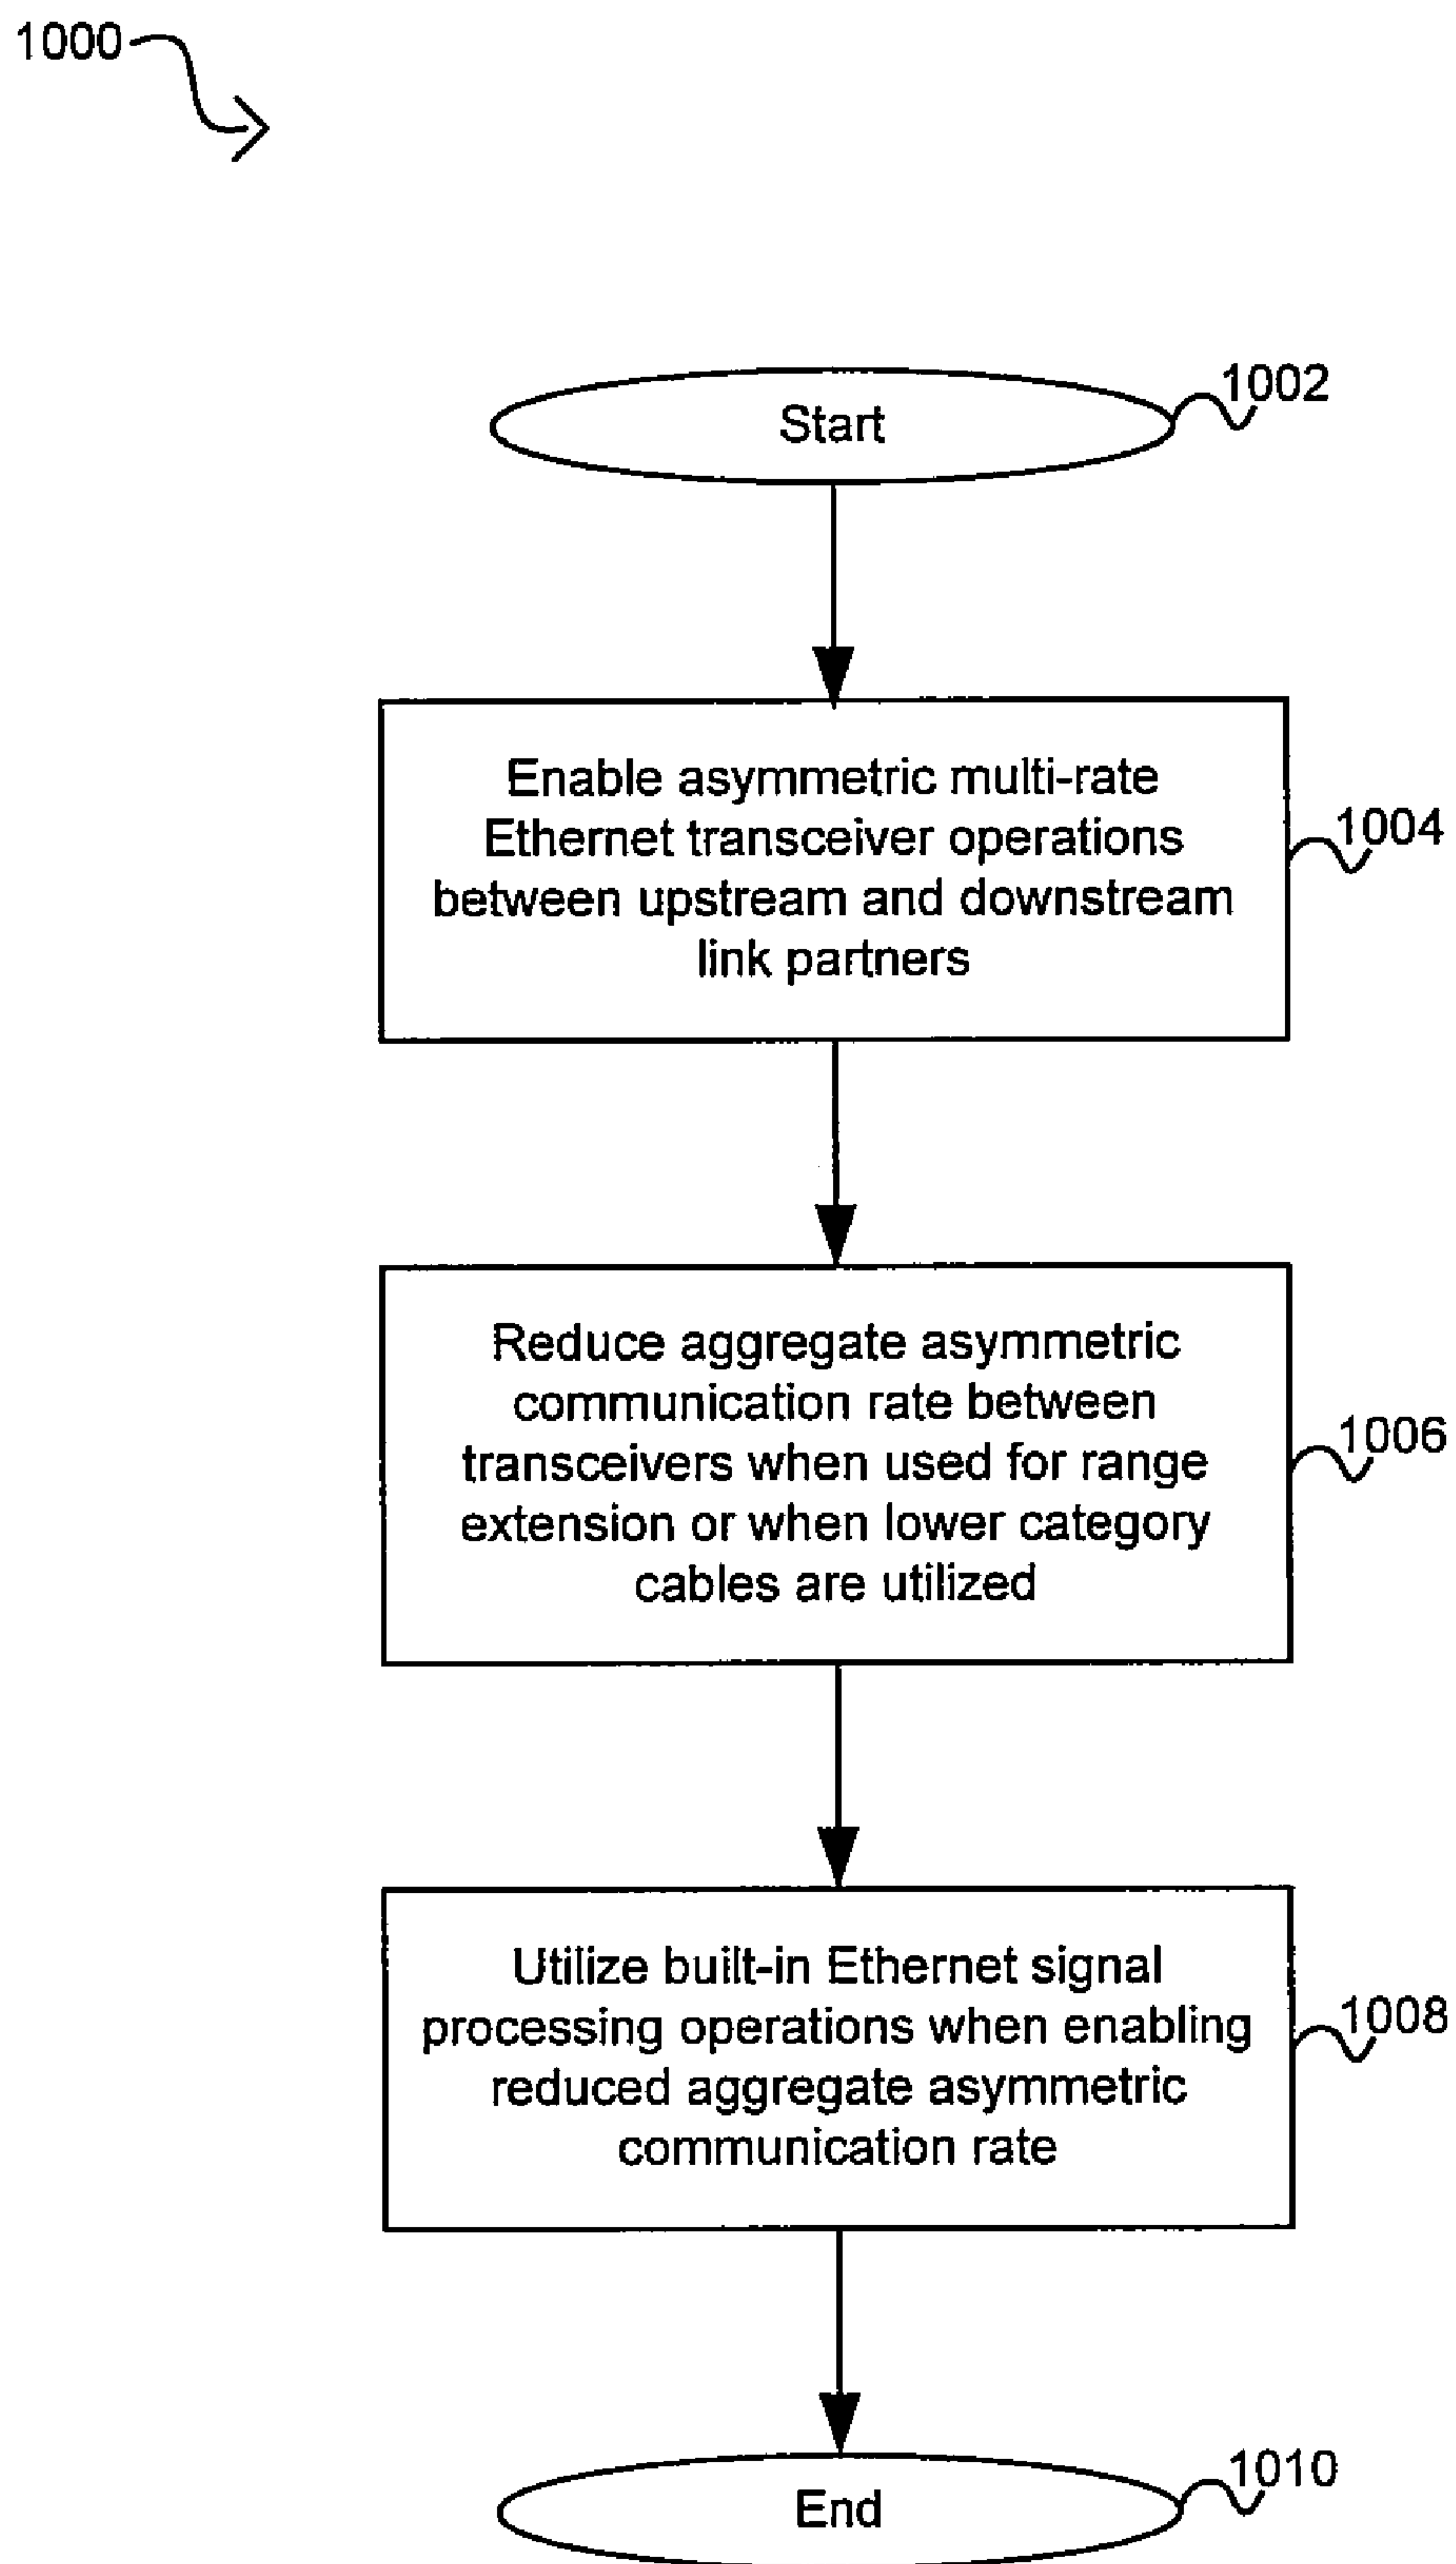 1000
Start
1002
Enable asymmetric multi-rate
Ethernet transceiver operations
between upstream and downstream
link partners
1004
Reduce aggregate asymmetric
communication rate between
transceivers when used for range
extension or when lower category
cables are utilized
1006
Utilize built-in Ethernet signal
processing operations when enabling
reduced aggregate asymmetric
communication rate
1008
End
1010